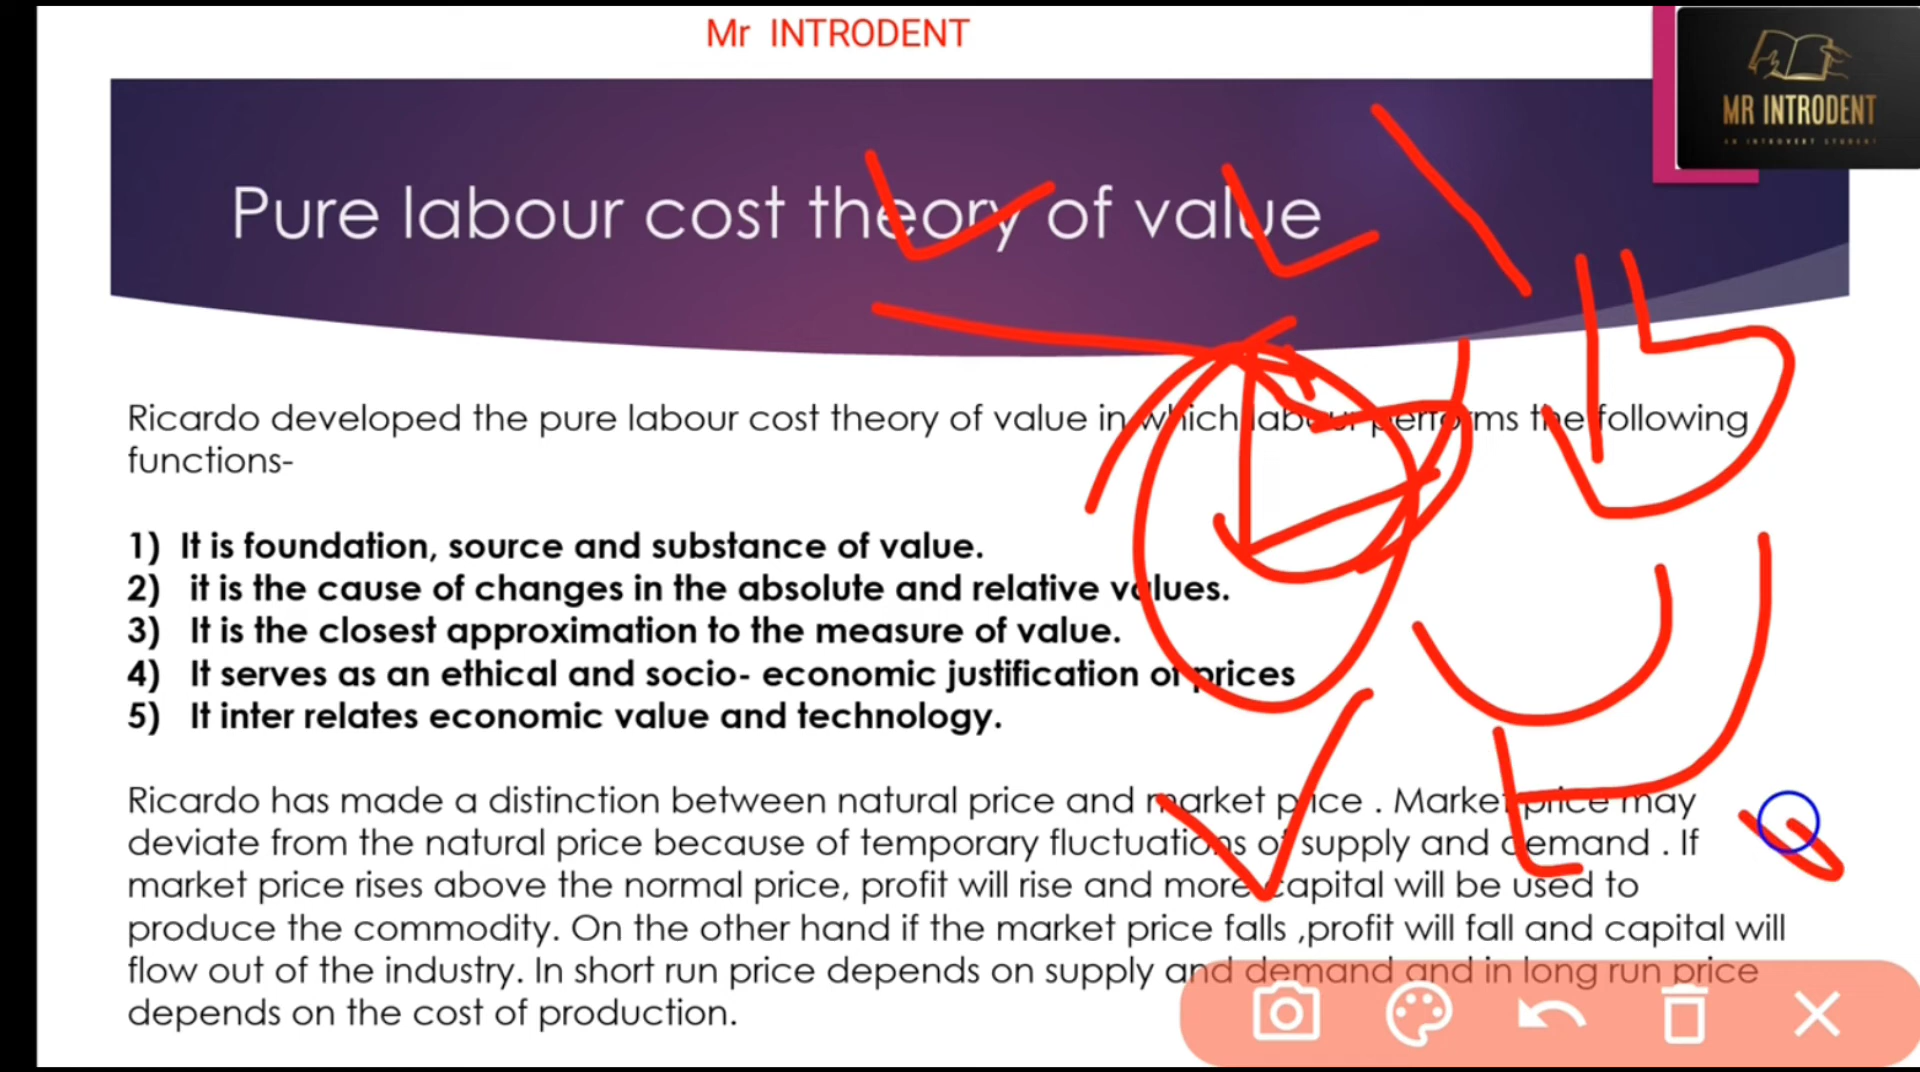 Mr INTRODENT
MR INTRODENT
AN INTROVERT STUDENT
Pure labour cost theory of value
Ricardo developed the pure labour cost theory of value in which labour performs the following
functions-
1) It is foundation, source and substance of value.
2) it is the cause of changes in the absolute and relative values.
3) It is the closest approximation to the measure of value.
4) It serves as an ethical and socio- economic justification of prices
5) It inter relates economic value and technology.
Ricardo has made a distinction between natural price and market price . Market price may
deviate from the natural price because of temporary fluctuations of supply and demand . If
market price rises above the normal price, profit will rise and more capital will be used to
produce the commodity. On the other hand if the market price falls ,profit will fall and capital will
flow out of the industry. In short run price depends on supply and demand and in long run price
depends on the cost of production.